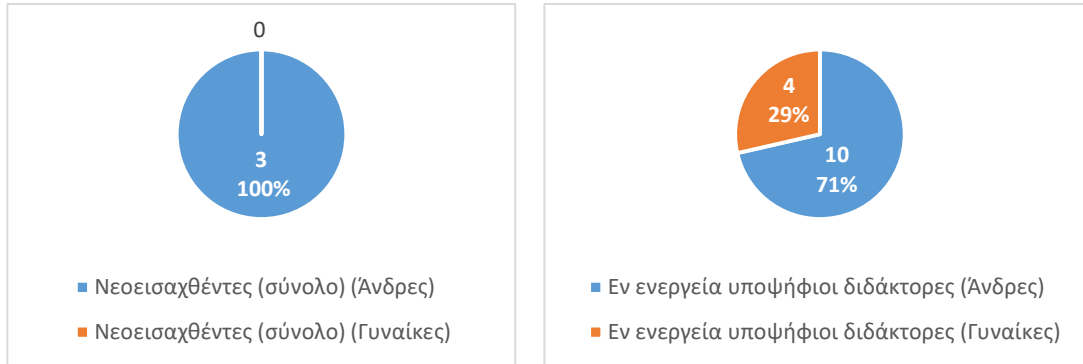 0
3
100%
Νεοεισαχθέντες (σύνολο) (Άνδρες)
Νεοεισαχθέντες (σύνολο) (Γυναίκες)
4
29%
10
71%
Εν ενεργεία υποψήφιοι διδάκτορες (Άνδρες)
Εν ενεργεία υποψήφιοι διδάκτορες (Γυναίκες)